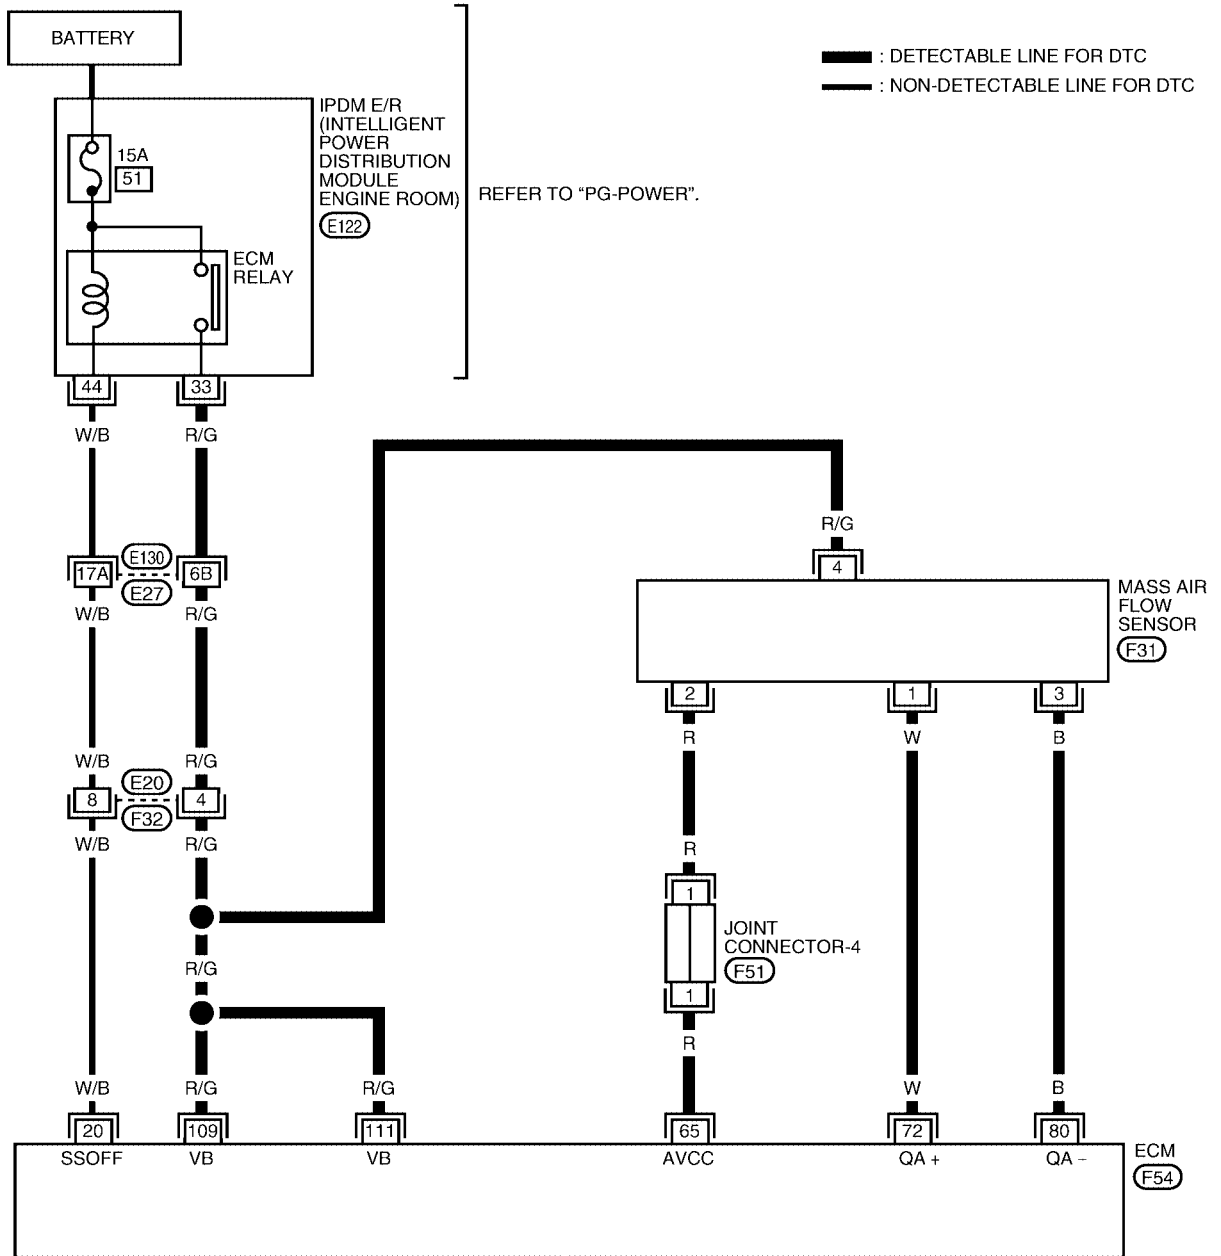 BATTERY
: DETECTABLE LINE FOR DTC
: NON-DETECTABLE LINE FOR DTC
IPDM E/R
(INTELLIGENT
POWER
DISTRIBUTION
MODULE
ENGINE ROOM)
E122
REFER TO “PG-POWER”.
15A
51
ECM
RELAY
44
33
W/B
R/G
R/G
4
MASS AIR
FLOW
SENSOR
F31
E130
17A
6B
E27
W/B
R/G
2
1
3
R
W
B
W/B
R/G
E20
8
4
F32
W/B
R/G
R
1
JOINT
CONNECTOR-4
F51
1
R/G
R
W/B
R/G
R/G
W
B
20
109
111
65
72
80
SSOFF
VB
VB
AVCC
QA +
QA –
ECM
F54